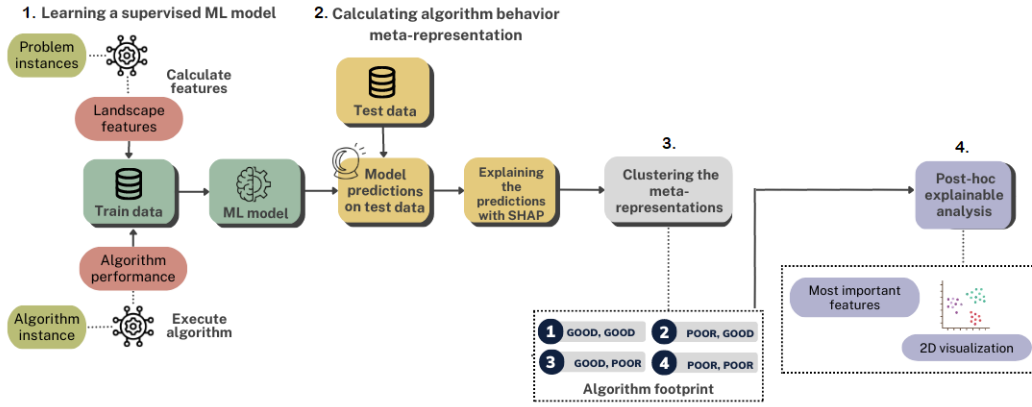 1. Learning a supervised ML model
2. Calculating algorithm behavior
meta-representation
Problem
instances
Calculate
features
Landscape
features
Test data
Train data
ML model
Model
predictions
on test data
Explaining
the
predictions
with SHAP
3.
Clustering the
meta-
representations
4.
Post-hoc
explainable
analysis
Algorithm
performance
Algorithm
instance
Execute
algorithm
1 GOOD, GOOD
2 POOR, GOOD
3 GOOD, POOR
4 POOR, POOR
Algorithm footprint
Most important
features
2D visualization